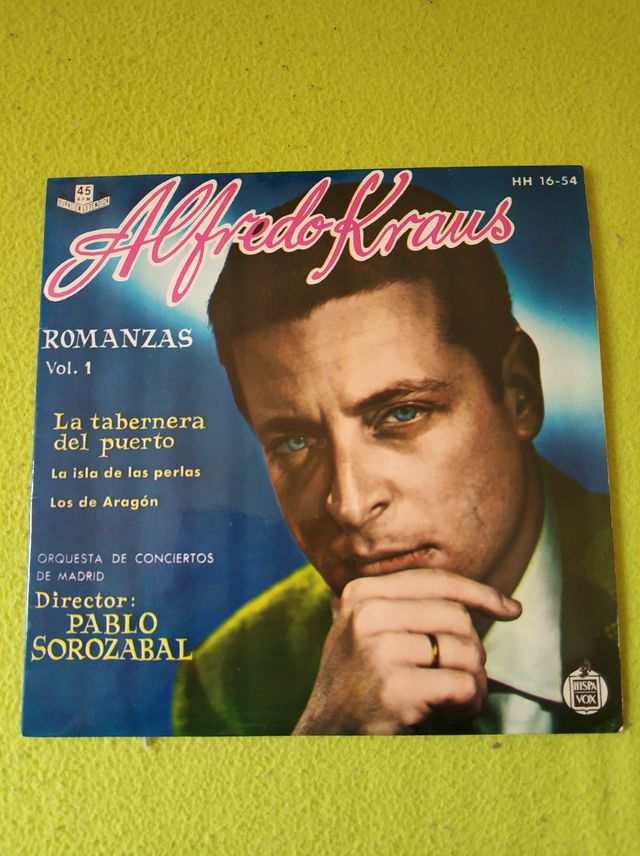 45
R.P.M.
Alfredo Kraus
HH 16-54
ROMANZAS
Vol. 1
La tabernera
del puerto
La isla de las perlas
Los de Aragón
ORQUESTA DE CONCIERTOS
DE MADRID
Director:
PABLO
SOROZABAL
HISPA
VOX